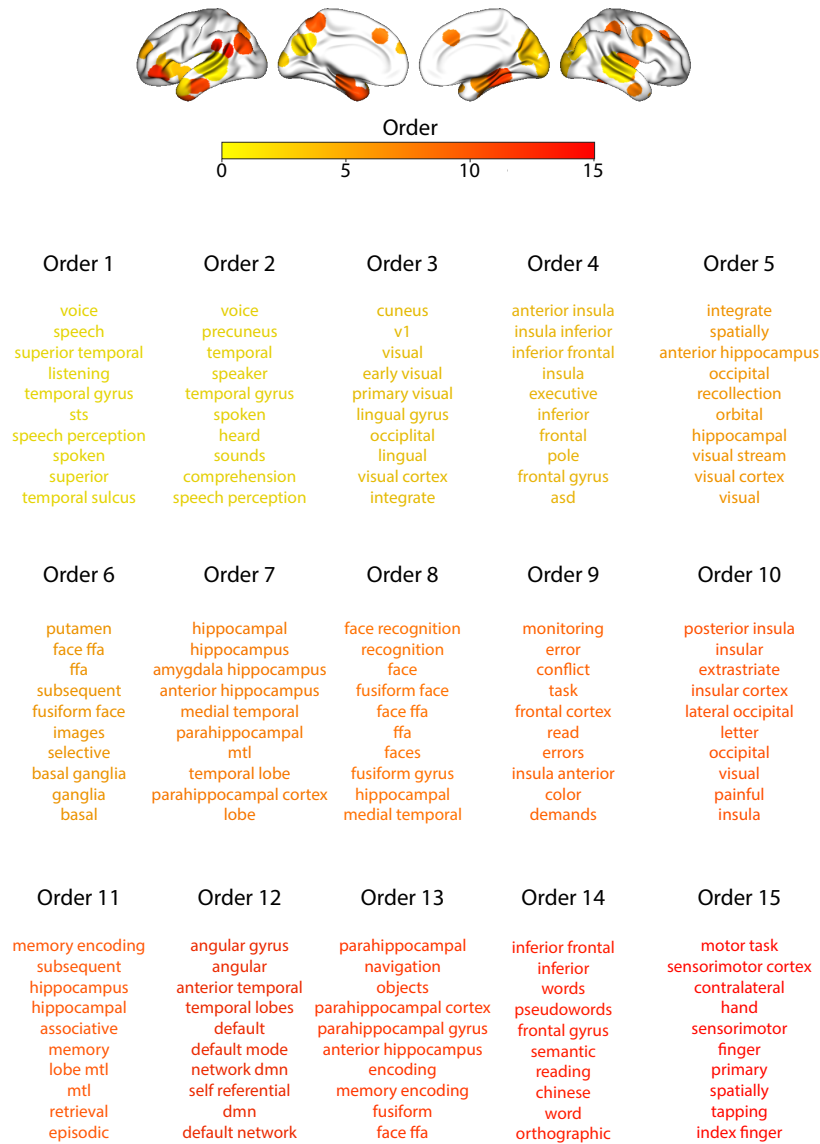 Order
0 5 10 15
Order 1 Order 2 Order 3 Order 4 Order 5
voice voice cuneus anterior insula integrate
speech precuneus v1 insula inferior spatially
superior temporal temporal visual inferior frontal anterior hippocampus
listening speaker early visual insula occipital
temporal gyrus temporal gyrus primary visual executive recollection
sts spoken lingual gyrus inferior orbital
speech perception heard occiplital frontal hippocampal
spoken sounds lingual pole visual stream
superior comprehension visual cortex frontal gyrus visual cortex
temporal sulcus speech perception integrate asd visual
Order 6 Order 7 Order 8 Order 9 Order 10
putamen hippocampal face recognition monitoring posterior insula
face ffa hippocampus recognition error insular
ffa amygdala hippocampus face conflict extrastriate
subsequent anterior hippocampus fusiform face task insular cortex
fusiform face medial temporal face ffa frontal cortex lateral occipital
images parahippocampal ffa read letter
selective mtl faces errors occipital
basal ganglia temporal lobe fusiform gyrus insula anterior visual
ganglia parahippocampal cortex hippocampal color painful
basal lobe medial temporal demands insula
Order 11 Order 12 Order 13 Order 14 Order 15
memory encoding angular gyrus parahippocampal inferior frontal motor task
subsequent angular navigation inferior sensorimotor cortex
hippocampus anterior temporal objects words contralateral
hippocampal temporal lobes parahippocampal cortex pseudowords hand
associative default parahippocampal gyrus frontal gyrus sensorimotor
memory default mode anterior hippocampus semantic finger
lobe mtl network dmn encoding reading primary
mtl self referential memory encoding chinese spatially
retrieval dmn fusiform word tapping
episodic default network face ffa orthographic index finger